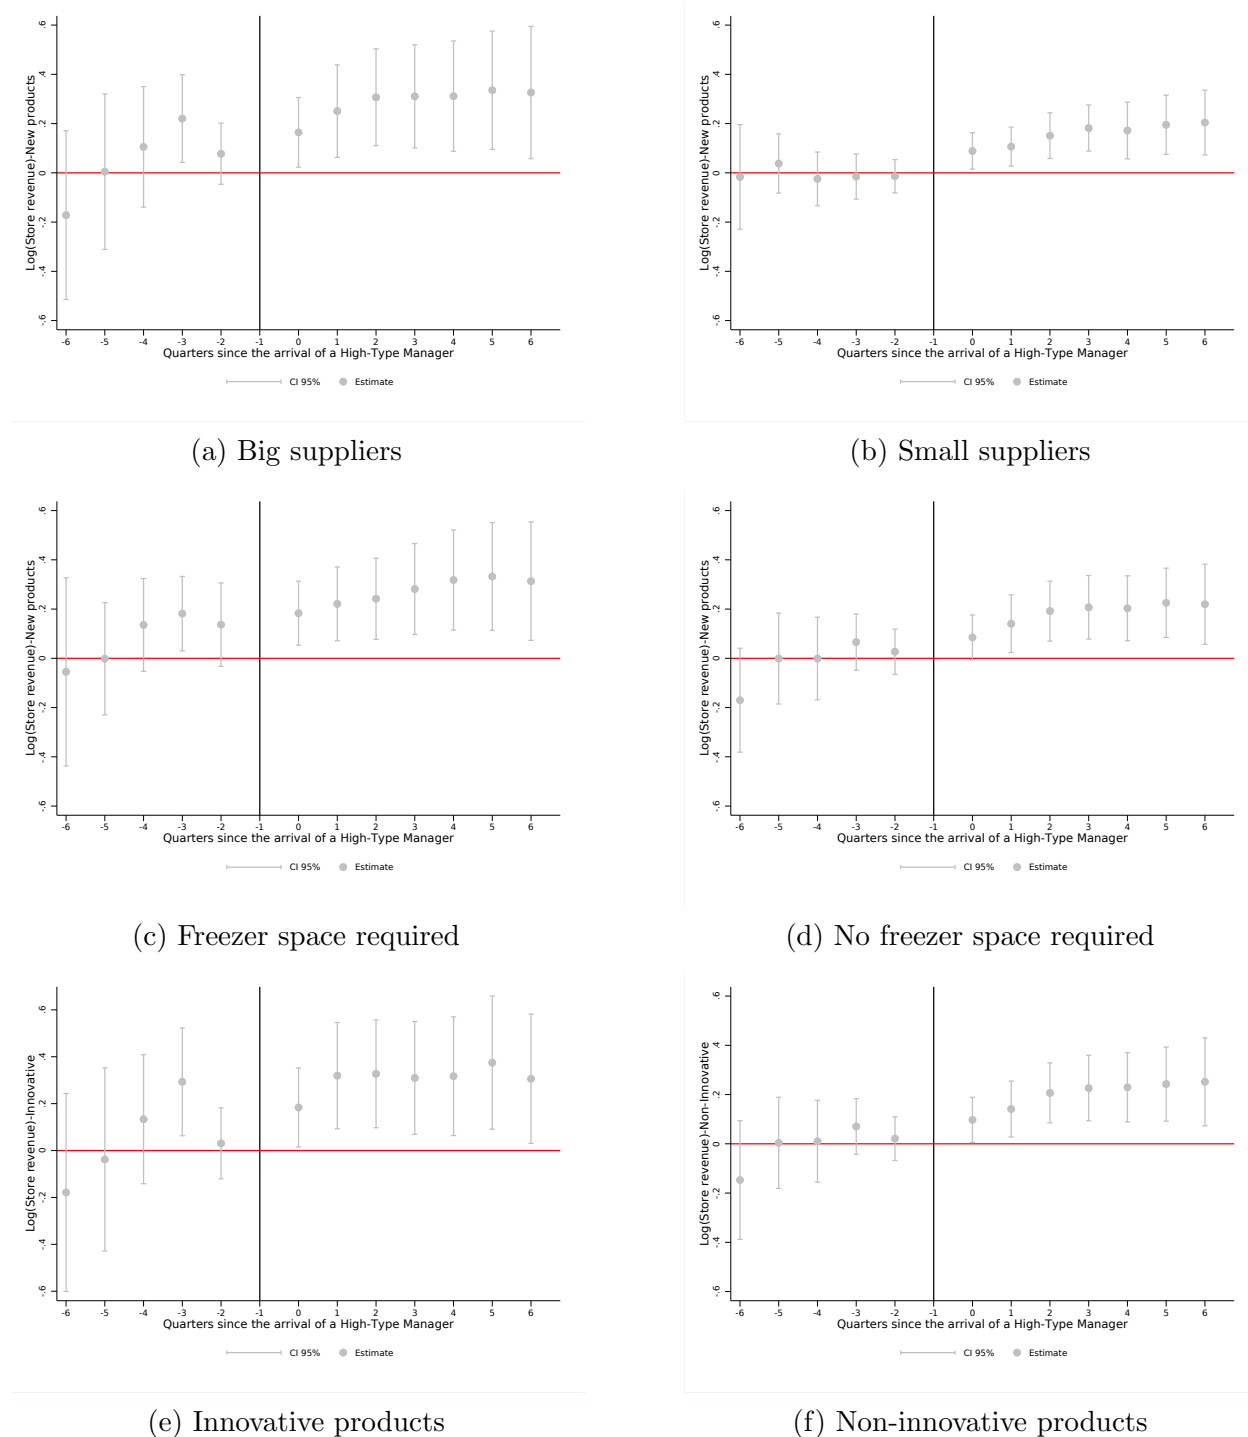 Log(Store revenue)-New products
.6
.4
.2
0
-.2
-.4
-.6
-6 -5 -4 -3 -2 -1 0 1 2 3 4 5 6
Quarters since the arrival of a High-Type Manager
CI 95% Estimate
(a) Big suppliers
Log(Store revenue)-New products
.6
.4
.2
0
-.2
-.4
-.6
-6 -5 -4 -3 -2 -1 0 1 2 3 4 5 6
Quarters since the arrival of a High-Type Manager
CI 95% Estimate
(b) Small suppliers
Log(Store revenue)-New products
.6
.4
.2
0
-.2
-.4
-.6
-6 -5 -4 -3 -2 -1 0 1 2 3 4 5 6
Quarters since the arrival of a High-Type Manager
CI 95% Estimate
(c) Freezer space required
Log(Store revenue)-New products
.6
.4
.2
0
-.2
-.4
-.6
-6 -5 -4 -3 -2 -1 0 1 2 3 4 5 6
Quarters since the arrival of a High-Type Manager
CI 95% Estimate
(d) No freezer space required
Log(Store revenue)-Innovative
.6
.4
.2
0
-.2
-.4
-.6
-6 -5 -4 -3 -2 -1 0 1 2 3 4 5 6
Quarters since the arrival of a High-Type Manager
CI 95% Estimate
(e) Innovative products
Log(Store revenue)-Non-Innovative
.6
.4
.2
0
-.2
-.4
-.6
-6 -5 -4 -3 -2 -1 0 1 2 3 4 5 6
Quarters since the arrival of a High-Type Manager
CI 95% Estimate
(f) Non-innovative products